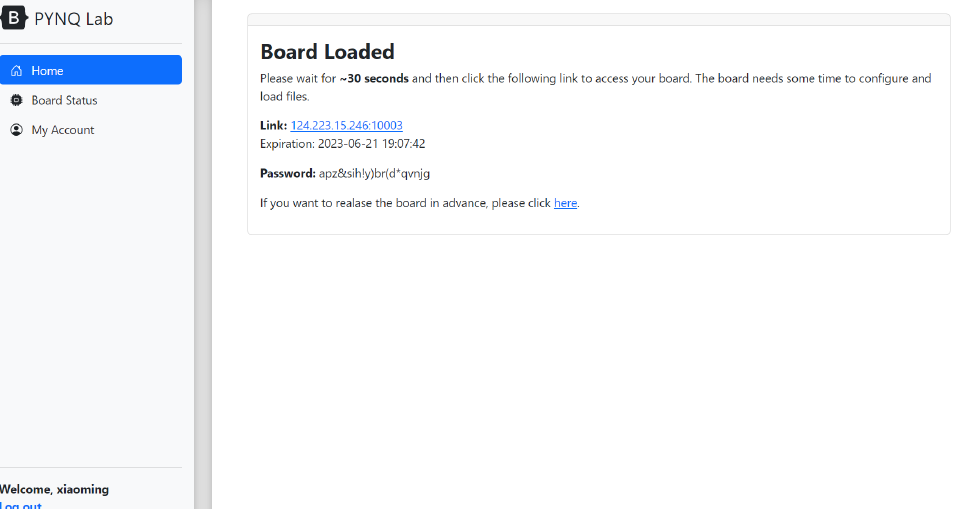 B PYNQ Lab
Home
Board Status
My Account
Board Loaded
Please wait for ~30 seconds and then click the following link to access your board. The board needs some time to configure and
load files.
Link: 124.223.15.246:10003
Expiration: 2023-06-21 19:07:42
Password: apz&sih!y)br(d*qvnjg
If you want to realase the board in advance, please click here.
Welcome, xiaoming
Log out